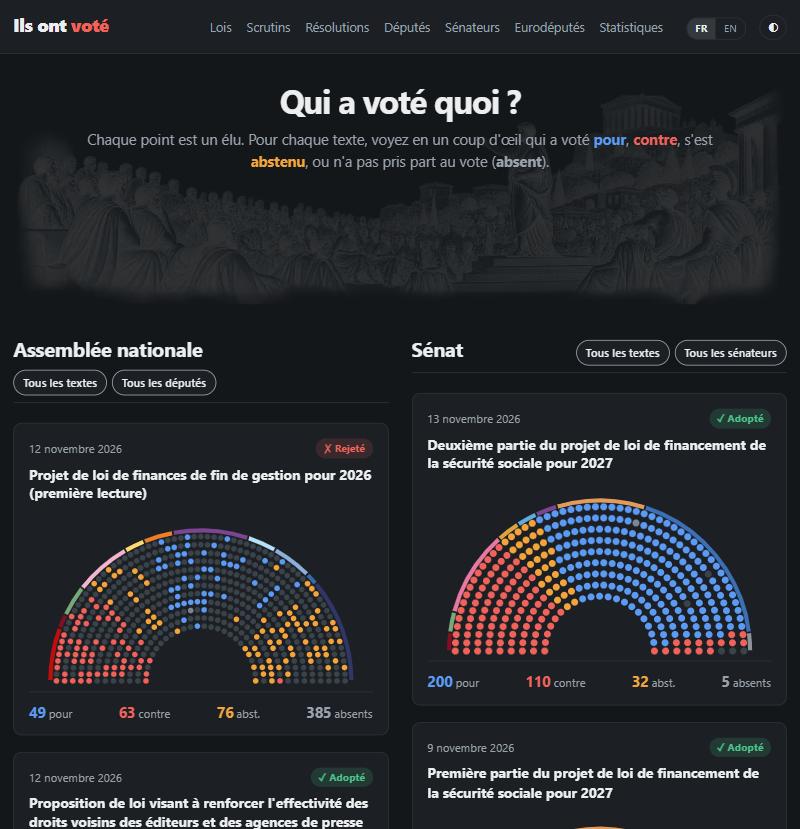 Ils ont voté
Lois Scrutins Résolutions Députés Sénateurs Eurodéputés Statistiques FR EN
Qui a voté quoi ?
Chaque point est un élu. Pour chaque texte, voyez en un coup d'œil qui a voté pour, contre, s'est
abstenu, ou n'a pas pris part au vote (absent).
Assemblée nationale
Tous les textes Tous les députés
12 novembre 2026 ✗ Rejeté
Projet de loi de finances de fin de gestion pour 2026
(première lecture)
49 pour 63 contre 76 abst. 385 absents
12 novembre 2026 ✓ Adopté
Proposition de loi visant à renforcer l'effectivité des
droits voisins des éditeurs et des agences de presse
Sénat
Tous les textes Tous les sénateurs
13 novembre 2026 ✓ Adopté
Deuxième partie du projet de loi de financement de
la sécurité sociale pour 2027
200 pour 110 contre 32 abst. 5 absents
9 novembre 2026 ✓ Adopté
Première partie du projet de loi de financement de
la sécurité sociale pour 2027